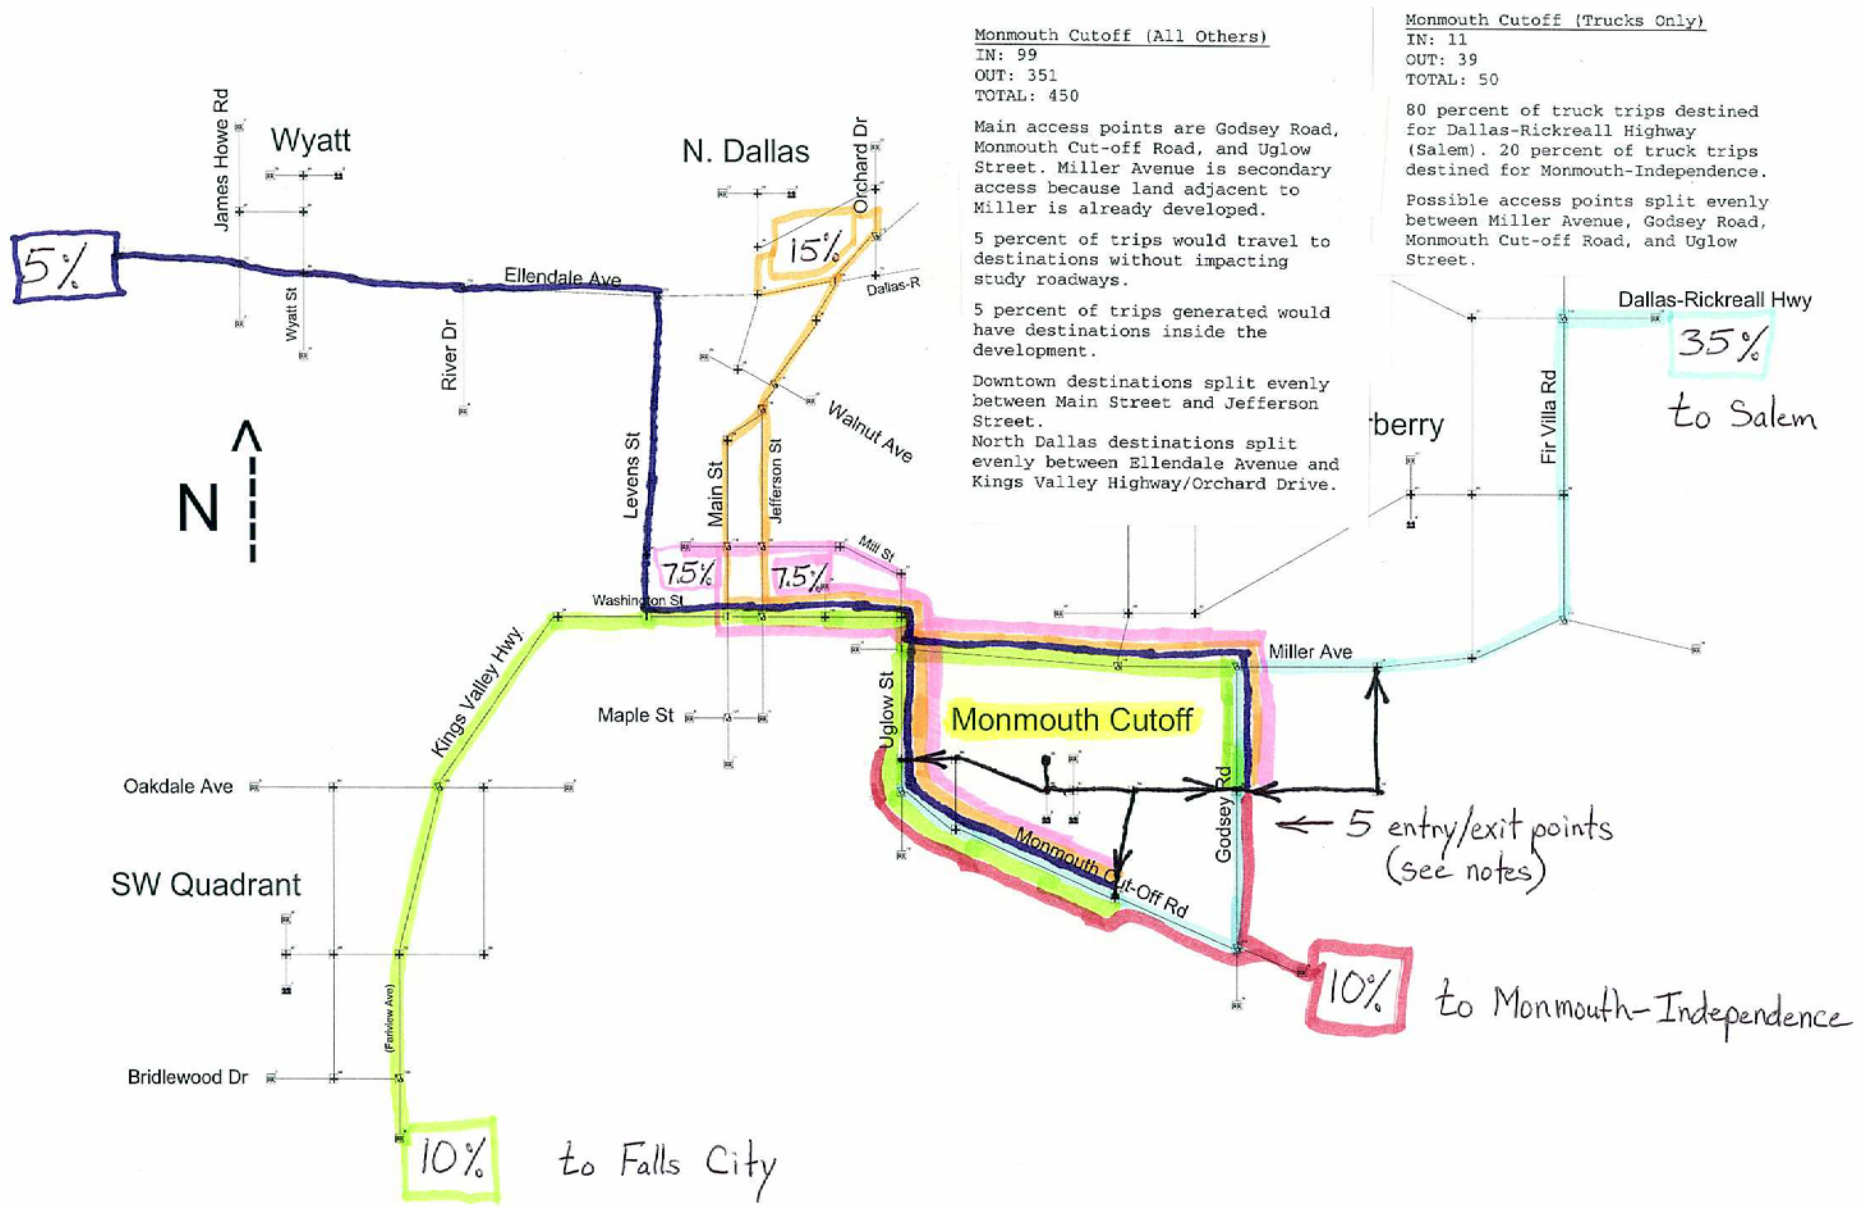 Monmouth Cutoff (All Others)
IN: 99
OUT: 351
TOTAL: 450
Main access points are Godsey Road,
Monmouth Cut-off Road, and Uglow
Street. Miller Avenue is secondary
access because land adjacent to
Miller is already developed.
5 percent of trips would travel to
destinations without impacting
study roadways.
5 percent of trips generated would
have destinations inside the
development.
Downtown destinations split evenly
between Main Street and Jefferson
Street.
North Dallas destinations split
evenly between Ellendale Avenue and
Kings Valley Highway/Orchard Drive.
Monmouth Cutoff (Trucks Only)
IN: 11
OUT: 39
TOTAL: 50
80 percent of truck trips destined
for Dallas-Rickreall Highway
(Salem). 20 percent of truck trips
destined for Monmouth-Independence.
Possible access points split evenly
between Miller Avenue, Godsey Road,
Monmouth Cut-off Road, and Uglow
Street.
James Howe Rd
Wyatt
N. Dallas
Orchard Dr
5%
15%
Ellendale Ave
Dallas-R
Wyatt St
River Dr
Dallas-Rickreall Hwy
35%
to Salem
Fir Villa Rd
berry
Walnut Ave
N
Levens St
Main St
Jefferson St
Mill St
7.5%
7.5%
Washington St
Kings Valley Hwy
Miller Ave
Uglow St
Maple St
Monmouth Cutoff
Oakdale Ave
Godsey Rd
5 entry/exit points
(see notes)
Monmouth Cut-Off Rd
SW Quadrant
10%
to Monmouth-Independence
(Fariview Ave)
Bridlewood Dr
10%
to Falls City